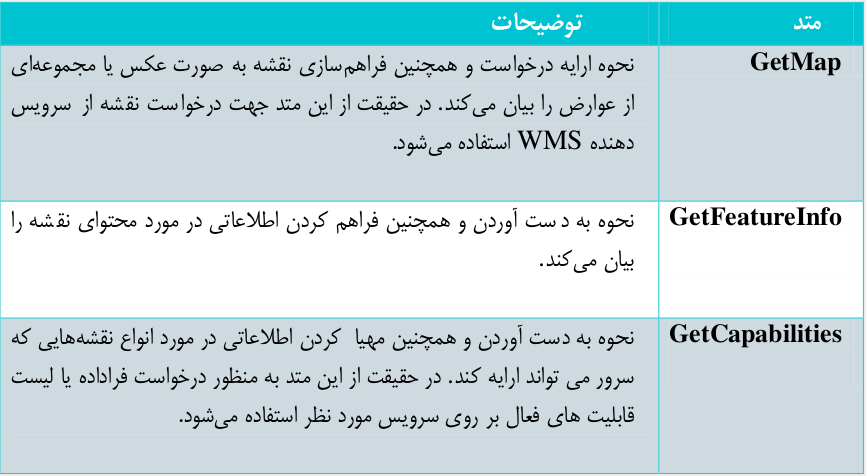 متد توضیحات
GetMap نحوه ارایه درخواست و همچنین فراهم‌سازی نقشه به صورت عکس یا مجموعه‌ای
از عوارض را بیان می‌کند. در حقیقت از این متد جهت درخواست نقشه از سرویس
دهنده WMS استفاده می‌شود.
GetFeatureInfo نحوه به دست آوردن و همچنین فراهم کردن اطلاعاتی در مورد محتوای نقشه را
بیان می‌کند.
GetCapabilities نحوه به دست آوردن و همچنین مهیا کردن اطلاعاتی در مورد انواع نقشه‌هایی که
سرور می تواند ارایه کند. در حقیقت از این متد به منظور درخواست فراداده یا لیست
قابلیت های فعال بر روی سرویس مورد نظر استفاده می‌شود.